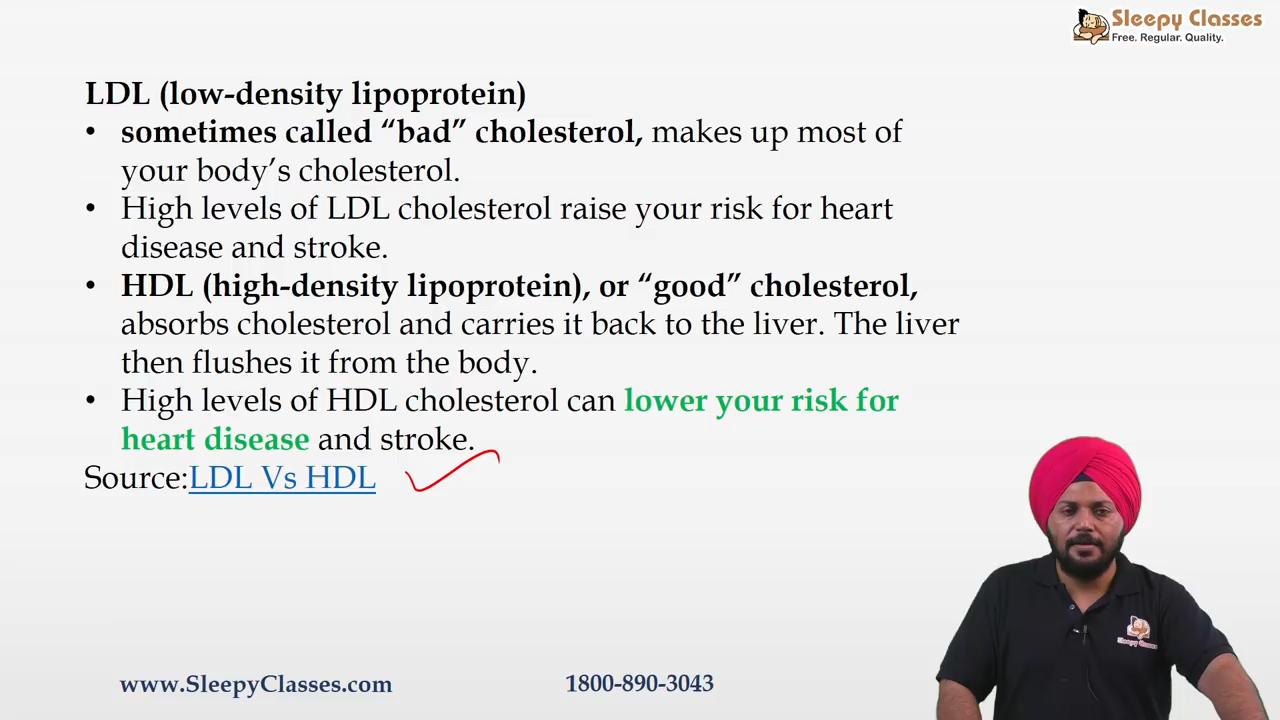 Sleepy Classes
Free. Regular. Quality.
LDL (low-density lipoprotein)
• sometimes called “bad” cholesterol, makes up most of
your body’s cholesterol.
• High levels of LDL cholesterol raise your risk for heart
disease and stroke.
• HDL (high-density lipoprotein), or “good” cholesterol,
absorbs cholesterol and carries it back to the liver. The liver
then flushes it from the body.
• High levels of HDL cholesterol can lower your risk for
heart disease and stroke.
Source:LDL Vs HDL
Sleepy Classes
www.SleepyClasses.com
1800-890-3043